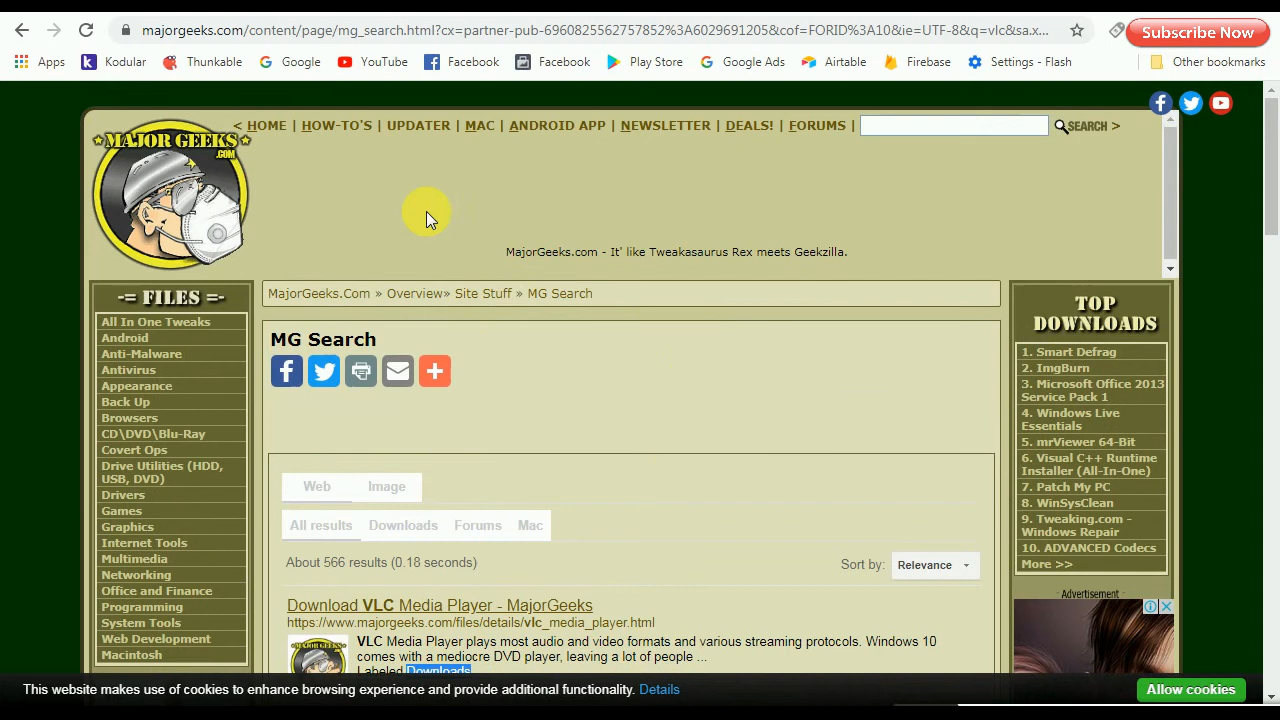 majorgeeks.com/content/page/mg_search.html?cx=partner-pub-6960825562757852%3A6029691205&cof=FORID%3A10&ie=UTF-8&q=vlc&sa.x...
Subscribe Now
Apps Kodular Thunkable Google YouTube Facebook Facebook Play Store Google Ads Airtable Firebase Settings - Flash Other bookmarks
MAJOR GEEKS
.COM
< HOME | HOW-TO'S | UPDATER | MAC | ANDROID APP | NEWSLETTER | DEALS! | FORUMS | SEARCH >
MajorGeeks.com - It' like Tweakasaurus Rex meets Geekzilla.
-= FILES =-
All In One Tweaks
Android
Anti-Malware
Antivirus
Appearance
Back Up
Browsers
CD\DVD\Blu-Ray
Covert Ops
Drive Utilities (HDD,
USB, DVD)
Drivers
Games
Graphics
Internet Tools
Multimedia
Networking
Office and Finance
Programming
System Tools
Web Development
Macintosh
MajorGeeks.Com » Overview» Site Stuff » MG Search
MG Search
Web Image
All results Downloads Forums Mac
About 566 results (0.18 seconds)
Sort by: Relevance
Download VLC Media Player - MajorGeeks
https://www.majorgeeks.com/files/details/vlc_media_player.html
VLC Media Player plays most audio and video formats and various streaming protocols. Windows 10
comes with a mediocre DVD player, leaving a lot of people ...
Labeled Downloads
TOP
DOWNLOADS
1. Smart Defrag
2. ImgBurn
3. Microsoft Office 2013
Service Pack 1
4. Windows Live
Essentials
5. mrViewer 64-Bit
6. Visual C++ Runtime
Installer (All-In-One)
7. Patch My PC
8. WinSysClean
9. Tweaking.com -
Windows Repair
10. ADVANCED Codecs
More >>
- Advertisement -
This website makes use of cookies to enhance browsing experience and provide additional functionality. Details
Allow cookies